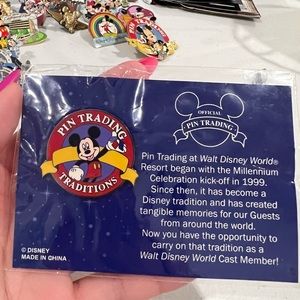 PIN TRADING
TRADITIONS
OFFICIAL
PIN TRADING
Pin Trading at Walt Disney World®
Resort began with the Millennium
Celebration kick-off in 1999.
Since then, it has become a
Disney tradition and has created
tangible memories for our Guests
from around the world.
Now you have the opportunity to
carry on that tradition as a
Walt Disney World Cast Member!
© DISNEY
MADE IN CHINA